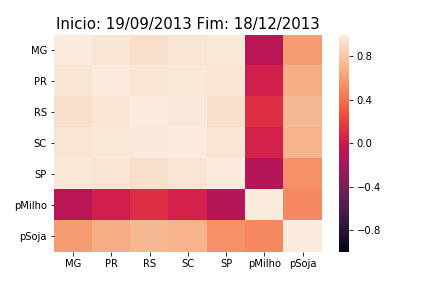 Inicio: 19/09/2013 Fim: 18/12/2013
MG
PR
RS
SC
SP
pMilho
pSoja
MG PR RS SC SP pMilho pSoja
0.8
0.4
0.0
−0.4
−0.8